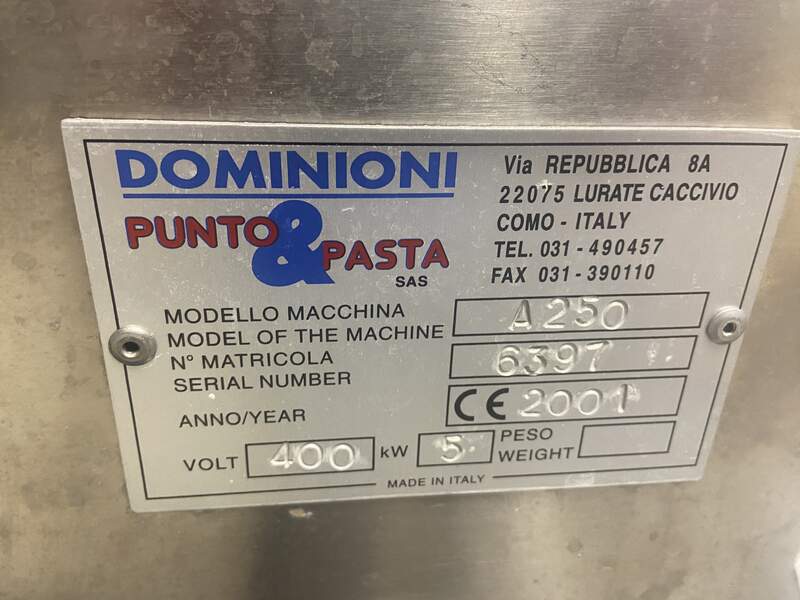 DOMINIONI
PUNTO & PASTA
SAS
Via REPUBBLICA 8A
22075 LURATE CACCIVIO
COMO - ITALY
TEL. 031 - 490457
FAX 031 - 390110
MODELLO MACCHINA
MODEL OF THE MACHINE
A250
N° MATRICOLA
SERIAL NUMBER
6397
ANNO/YEAR
CE 2001
VOLT 400 kW 5
PESO
WEIGHT
MADE IN ITALY